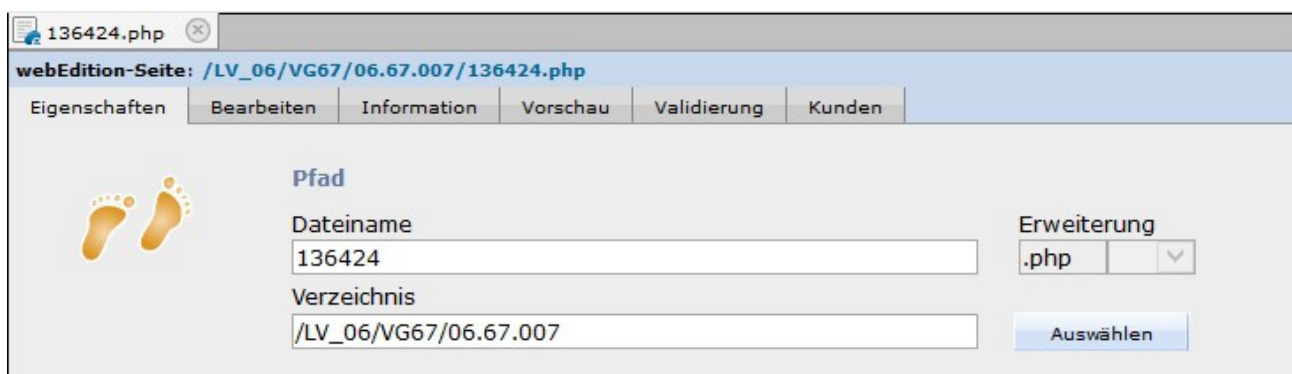 136424.php
webEdition-Seite: /LV_06/VG67/06.67.007/136424.php
Eigenschaften Bearbeiten Information Vorschau Validierung Kunden
Pfad
Dateiname Erweiterung
136424 .php
Verzeichnis
/LV_06/VG67/06.67.007 Auswählen